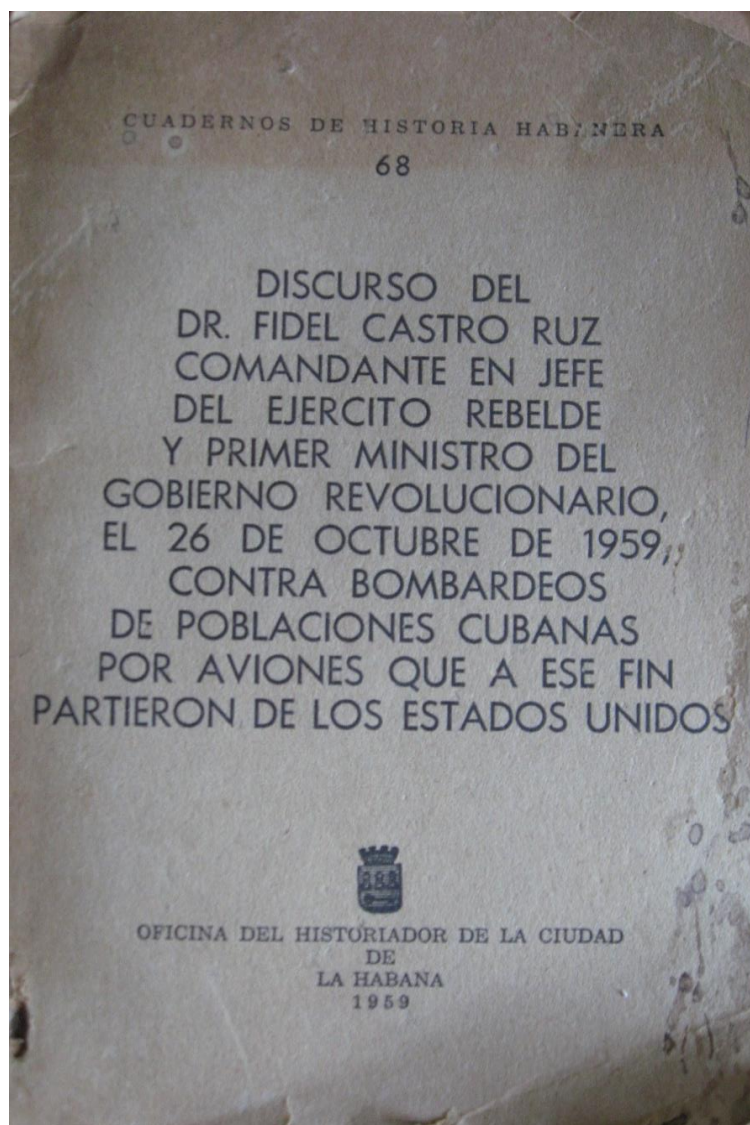 CUADERNOS DE HISTORIA HABANERA
68
DISCURSO DEL
DR. FIDEL CASTRO RUZ
COMANDANTE EN JEFE
DEL EJERCITO REBELDE
Y PRIMER MINISTRO DEL
GOBIERNO REVOLUCIONARIO,
EL 26 DE OCTUBRE DE 1959,
CONTRA BOMBARDEOS
DE POBLACIONES CUBANAS
POR AVIONES QUE A ESE FIN
PARTIERON DE LOS ESTADOS UNIDOS
OFICINA DEL HISTORIADOR DE LA CIUDAD
DE
LA HABANA
1959